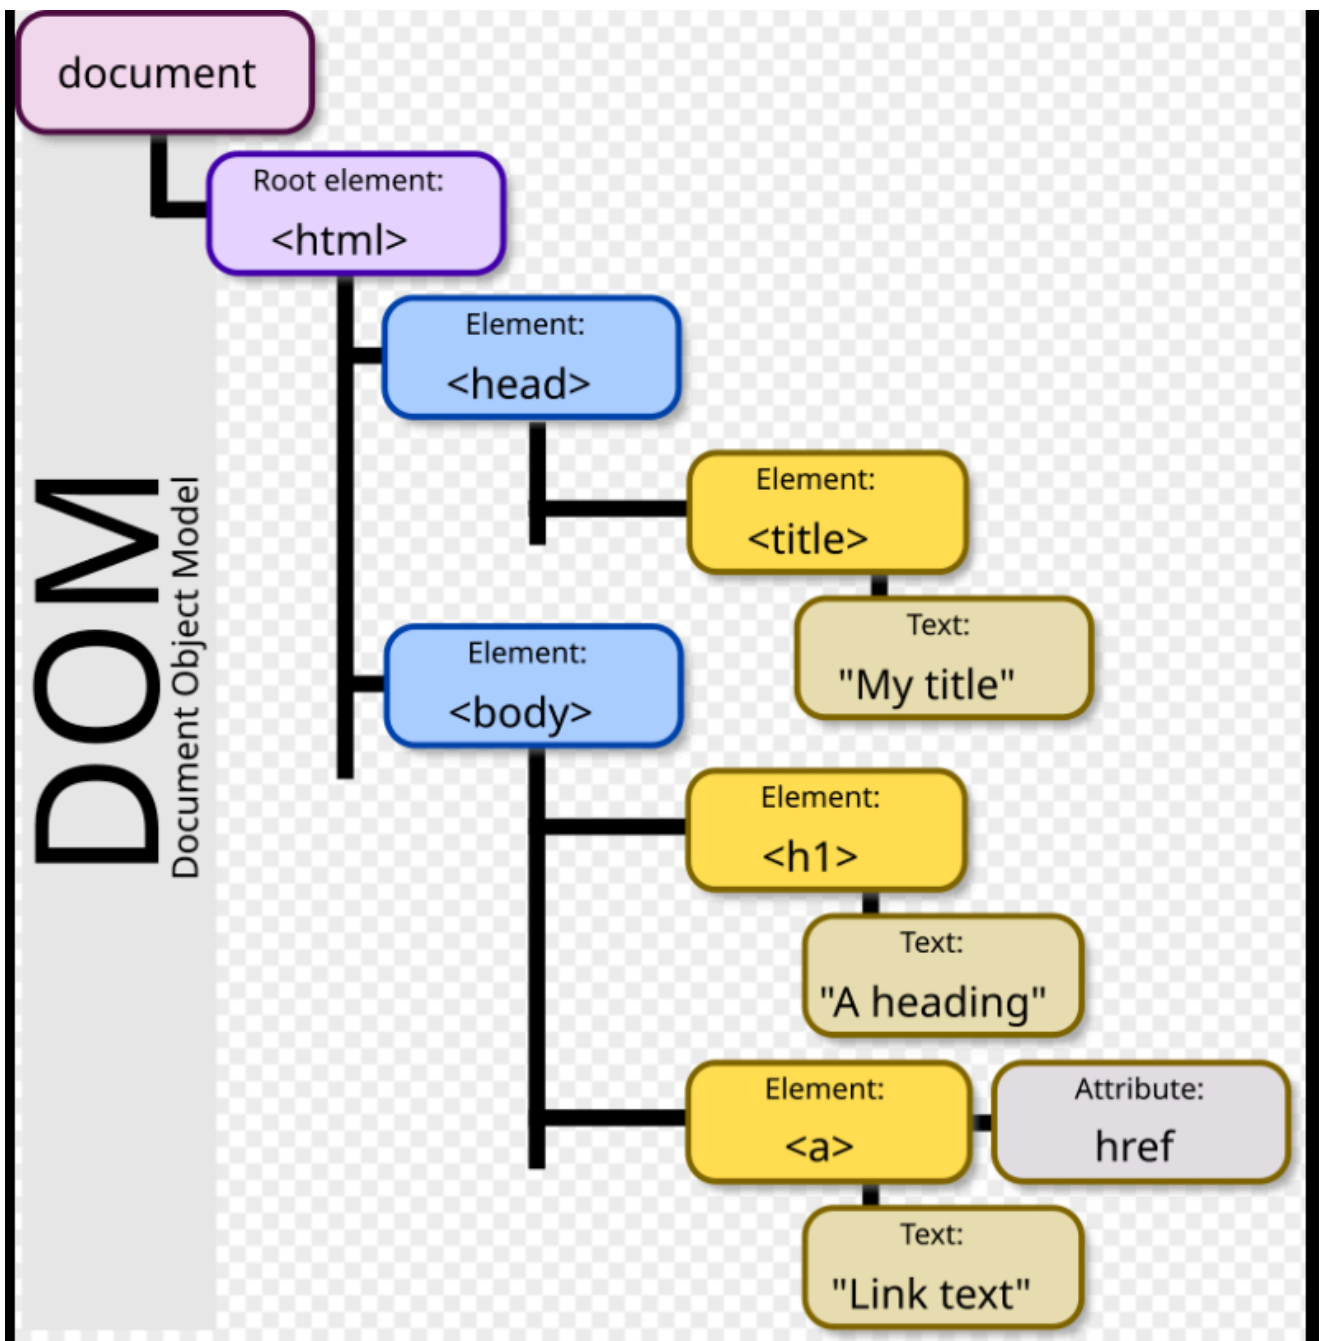 document
Root element:
<html>
Element:
<head>
Element:
<title>
Text:
"My title"
Element:
<body>
Element:
<h1>
Text:
"A heading"
Element:
<a>
Attribute:
href
Text:
"Link text"
DOM
Document Object Model